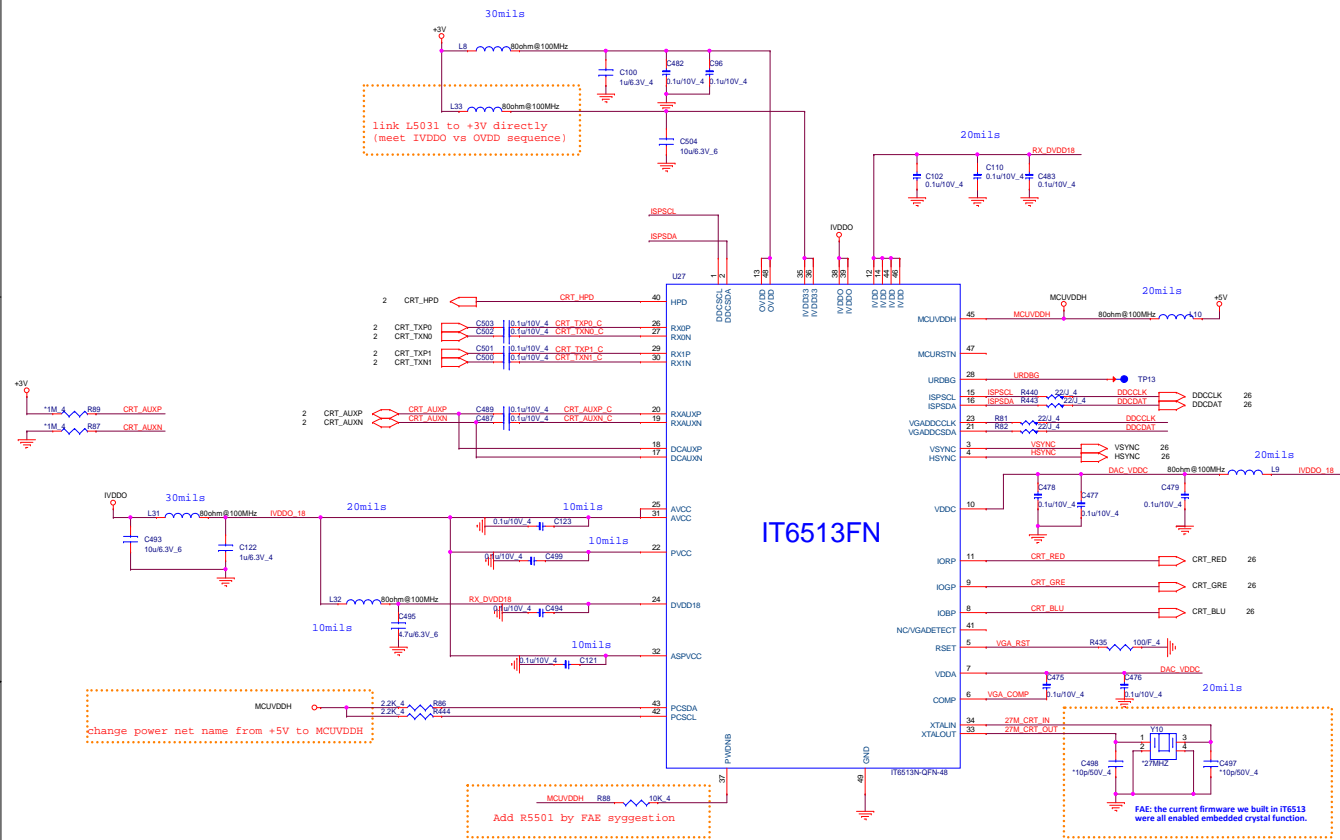 30mils
+3V
L8
80ohm@100MHz
C100
1u/6.3V_4
C482
0.1u/10V_4
C96
0.1u/10V_4
L33
80ohm@100MHz
link L5031 to +3V directly
(meet IVDDO vs OVDD sequence)
C504
10u/6.3V_6
20mils
RX_DVDD18
C102
0.1u/10V_4
C110
0.1u/10V_4
C483
0.1u/10V_4
ISPSCL
ISPSDA
IVDDO
U27
1
2
13
48
35
36
38
39
12
14
44
46
DDCSCL
DDCSDA
OVDD
OVDD
IVDD33
IVDD33
IVDDO
IVDDO
IVDD
IVDD
IVDD
IVDD
2 CRT_HPD CRT_HPD 40 HPD
2 CRT_TXP0 C503 0.1u/10V_4 CRT_TXP0_C 26 RX0P
2 CRT_TXN0 C502 0.1u/10V_4 CRT_TXN0_C 27 RX0N
2 CRT_TXP1 C501 0.1u/10V_4 CRT_TXP1_C 29 RX1P
2 CRT_TXN1 C500 0.1u/10V_4 CRT_TXN1_C 30 RX1N
+3V
*1M_4 R89 CRT_AUXP
*1M_4 R87 CRT_AUXN
2 CRT_AUXP CRT_AUXP C489 0.1u/10V_4 CRT_AUXP_C 20 RXAUXP
2 CRT_AUXN CRT_AUXN C487 0.1u/10V_4 CRT_AUXN_C 19 RXAUXN
18 DCAUXP
17 DCAUXN
IVDDO
30mils
L31
80ohm@100MHz
IVDDO_18
20mils
C493
10u/6.3V_6
C122
1u/6.3V_4
10mils
0.1u/10V_4 C123
25 AVCC
31 AVCC
10mils
0.1u/10V_4 C499
22 PVCC
L32
80ohm@100MHz
RX_DVDD18
24 DVDD18
0.1u/10V_4 C494
10mils
C495
4.7u/6.3V_6
10mils
0.1u/10V_4 C121
32 ASPVCC
MCUVDDH
2.2K_4 R86 43 PCSDA
2.2K_4 R444 42 PCSCL
change power net name from +5V to MCUVDDH
IT6513FN
PWDNB
37
GND
49
IT6513N-QFN-48
MCUVDDH R88 10K_4
Add R5501 by FAE syggestion
MCUVDDH
20mils
+5V
MCUVDDH 45 MCUVDDH 80ohm@100MHz L10
MCURSTN 47
URDBG 28 URDBG TP13
ISPSCL 15 ISPSCL R440 22/J_4 DDCCLK DDCCLK 26
ISPSDA 16 ISPSDA R443 22/J_4 DDCDAT DDCDAT 26
VGADDCCLK 23 R81 22/J_4 DDCCLK
VGADDCSDA 21 R82 22/J_4 DDCDAT
VSYNC 3 VSYNC VSYNC 26
HSYNC 4 HSYNC HSYNC 26
20mils
DAC_VDDC 80ohm@100MHz L9 IVDDO_18
C478
0.1u/10V_4
C477
0.1u/10V_4
C479
0.1u/10V_4
VDDC 10
IORP 11 CRT_RED CRT_RED 26
IOGP 9 CRT_GRE CRT_GRE 26
IOBP 8 CRT_BLU CRT_BLU 26
NC/VGADETECT 41
RSET 5 VGA_RST R435 100/F_4
VDDA 7 DAC_VDDC
C475
0.1u/10V_4
C476
0.1u/10V_4
20mils
COMP 6 VGA_COMP
XTALIN 34 27M_CRT_IN
XTALOUT 33 27M_CRT_OUT
Y10
1
2
3
4
*27MHZ
C498
*10p/50V_4
C497
*10p/50V_4
FAE: the current firmware we built in iT6513
were all enabled embedded crystal function.